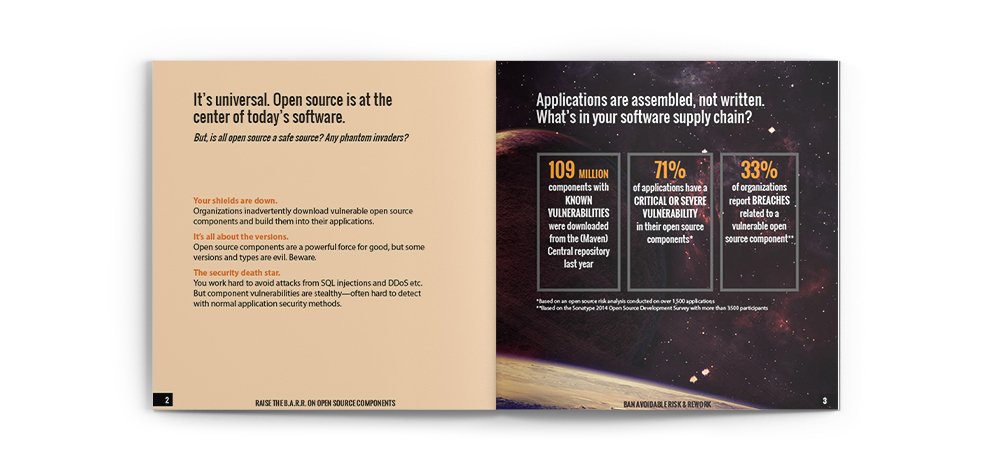 It's universal. Open source is at the
center of today's software.
But, is all open source a safe source? Any phantom invaders?
Your shields are down.
Organizations inadvertently download vulnerable open source
components and build them into their applications.
It's all about the versions.
Open source components are a powerful force for good, but some
versions and types are evil. Beware.
The security death star.
You work hard to avoid attacks from SQL injections and DDoS etc.
But component vulnerabilities are stealthy—often hard to detect
with normal application security methods.
2
RAISE THE B.A.R.R. ON OPEN SOURCE COMPONENTS
Applications are assembled, not written.
What's in your software supply chain?
109 MILLION
components with
KNOWN
VULNERABILITIES
were downloaded
from the (Maven)
Central repository
last year
71%
of applications have a
CRITICAL OR SEVERE
VULNERABILITY
in their open source
components*
33%
of organizations
report BREACHES
related to a
vulnerable open
source component**
*Based on an open source risk analysis conducted on over 1,500 applications
**Based on the Sonatype 2014 Open Source Development Survey with more than 3500 participants
BAN AVOIDABLE RISK & REWORK
3